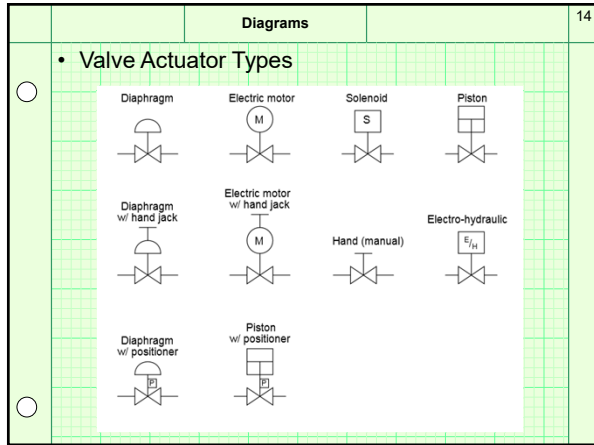 Diagrams
14
• Valve Actuator Types
Diaphragm
Electric motor
Solenoid
Piston
M
S
Diaphragm
w/ hand jack
Electric motor
w/ hand jack
Hand (manual)
Electro-hydraulic
M
E/H
Diaphragm
w/ positioner
Piston
w/ positioner
P
P